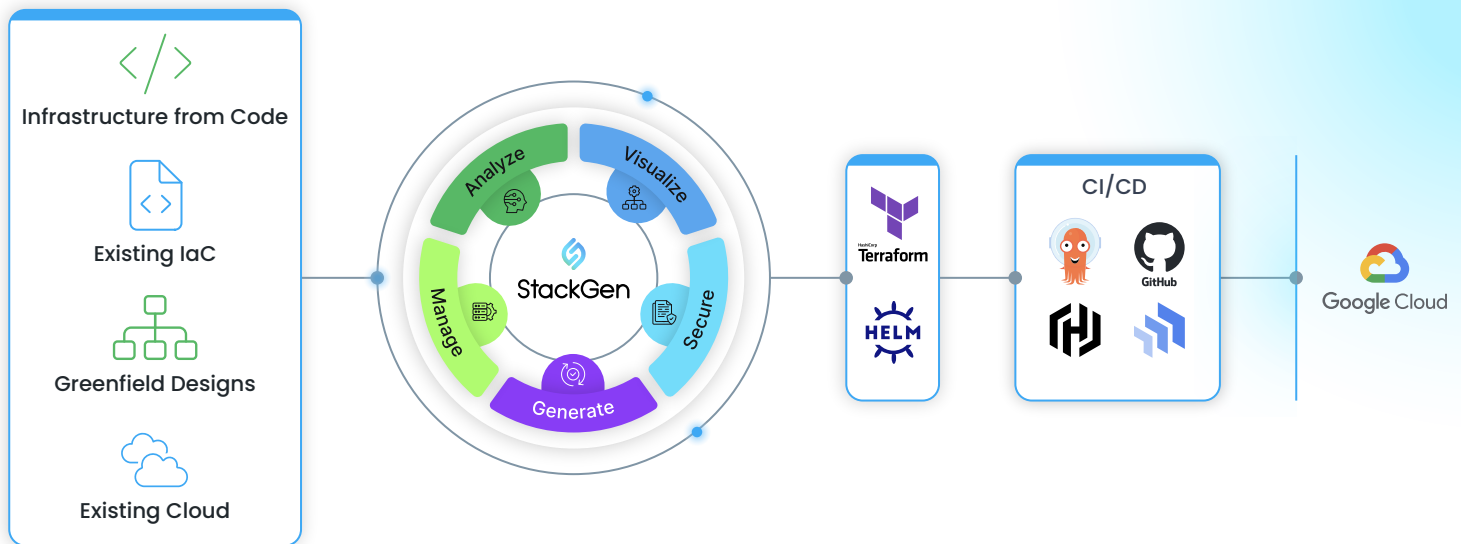 Infrastructure from Code
Existing IaC
Greenfield Designs
Existing Cloud
Analyze
Visualize
Secure
Generate
Manage
StackGen
HashiCorp
Terraform
HELM
CI/CD
GitHub
Google Cloud